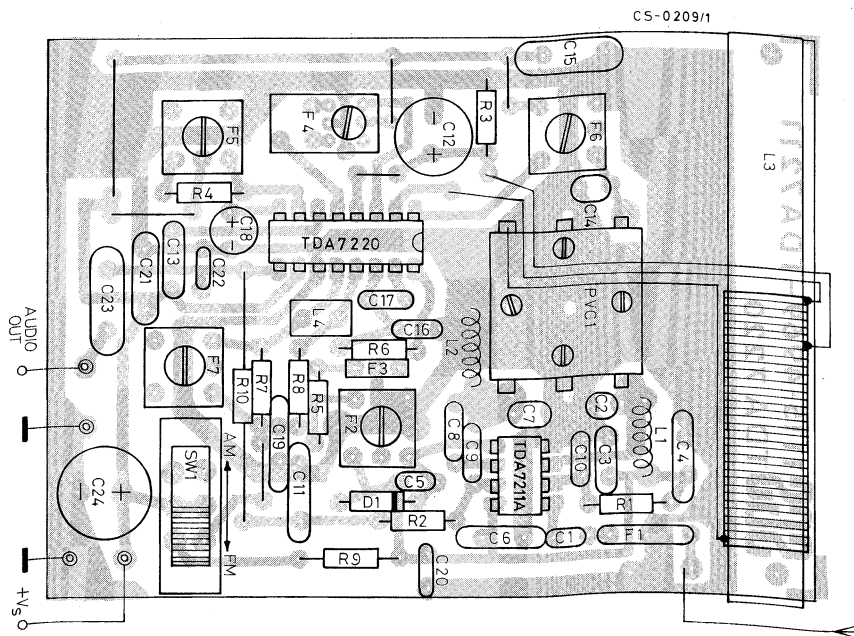 CS-0209/1
C15
R3
C12
-
+
F4
F5
F6
L3
R4
C14
C18
+
-
TDA7220
C13
C22
C21
C23
PVC1
C17
L4
C16
L2
R6
F3
AUDIO
OUT
F7
R10
R7
R8
R5
F2
C19
C11
C8
C9
C7
C2
L1
C10
C3
C4
TDA7211A
AM
SW1
FM
C24
-
+
C5
D1
R2
R1
C6
C1
F1
R9
C20
+Vs